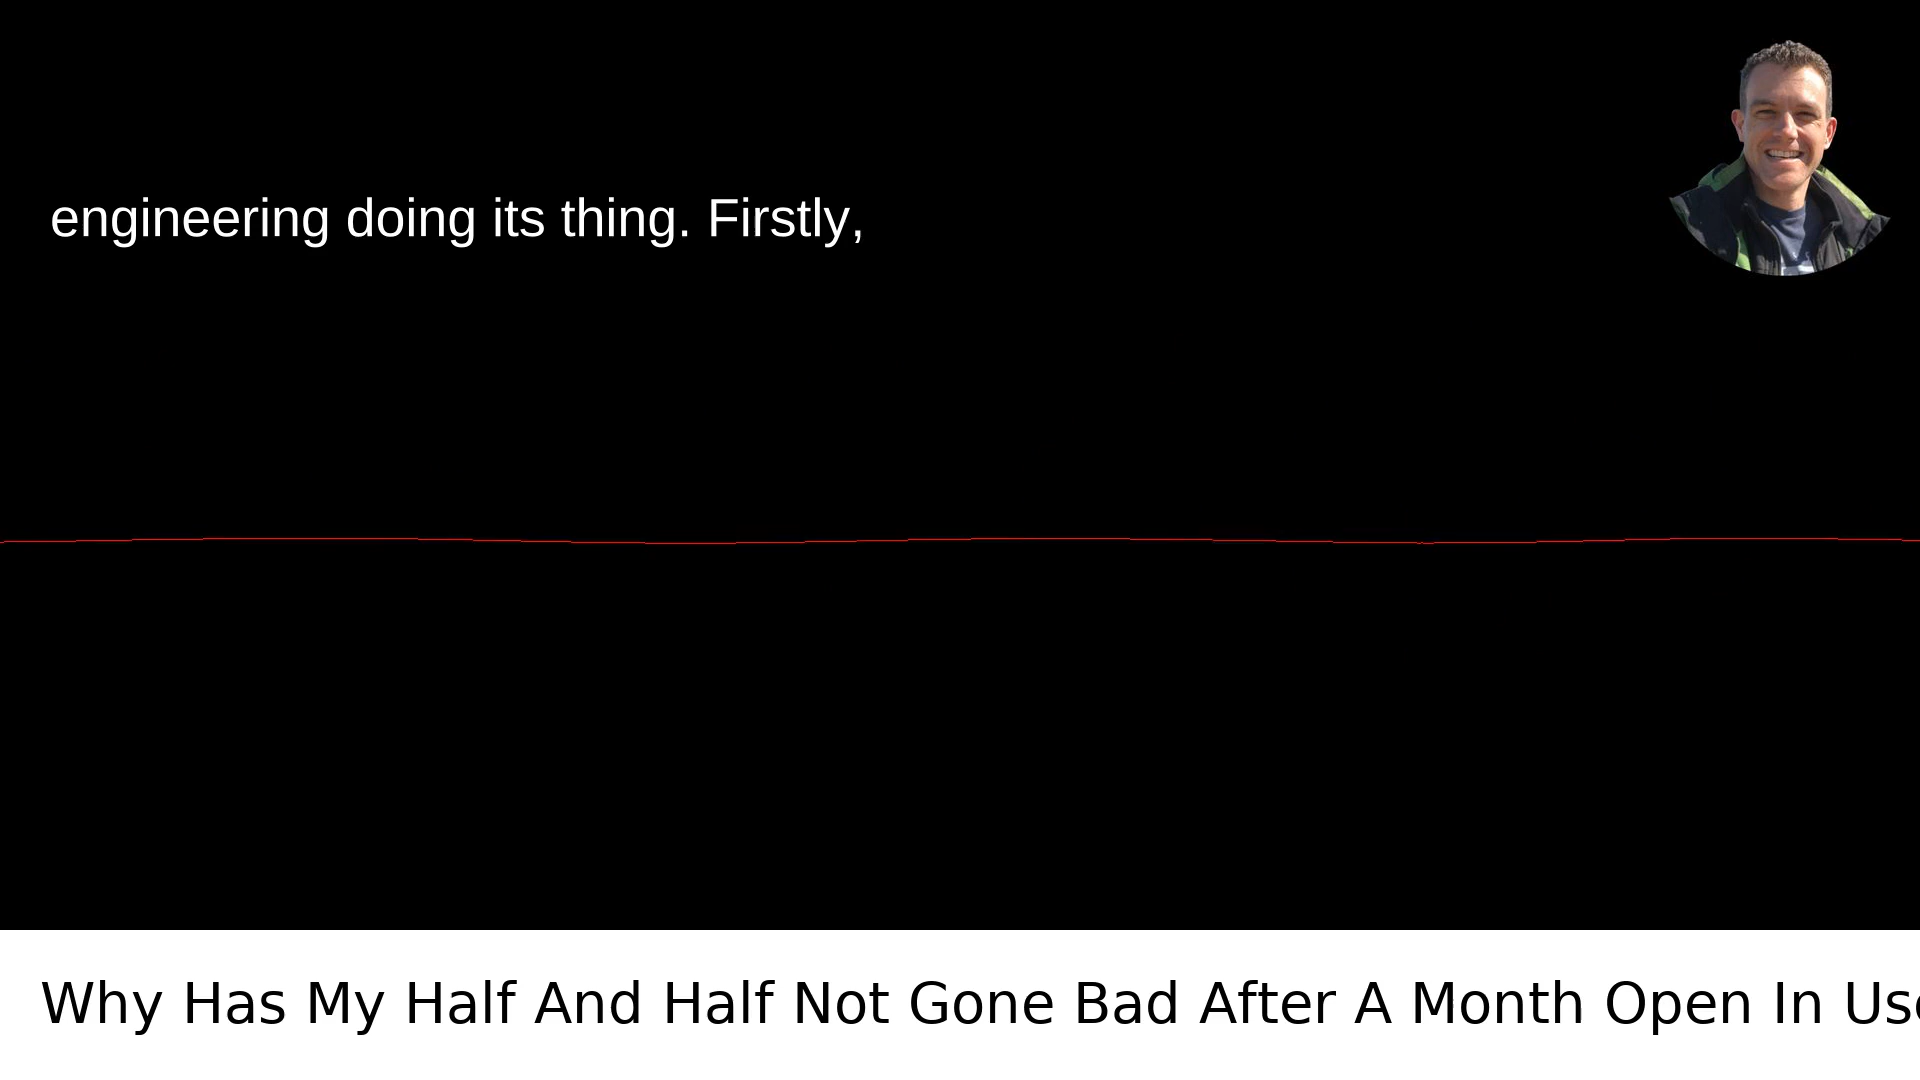 engineering doing its thing. Firstly,
Why Has My Half And Half Not Gone Bad After A Month Open In